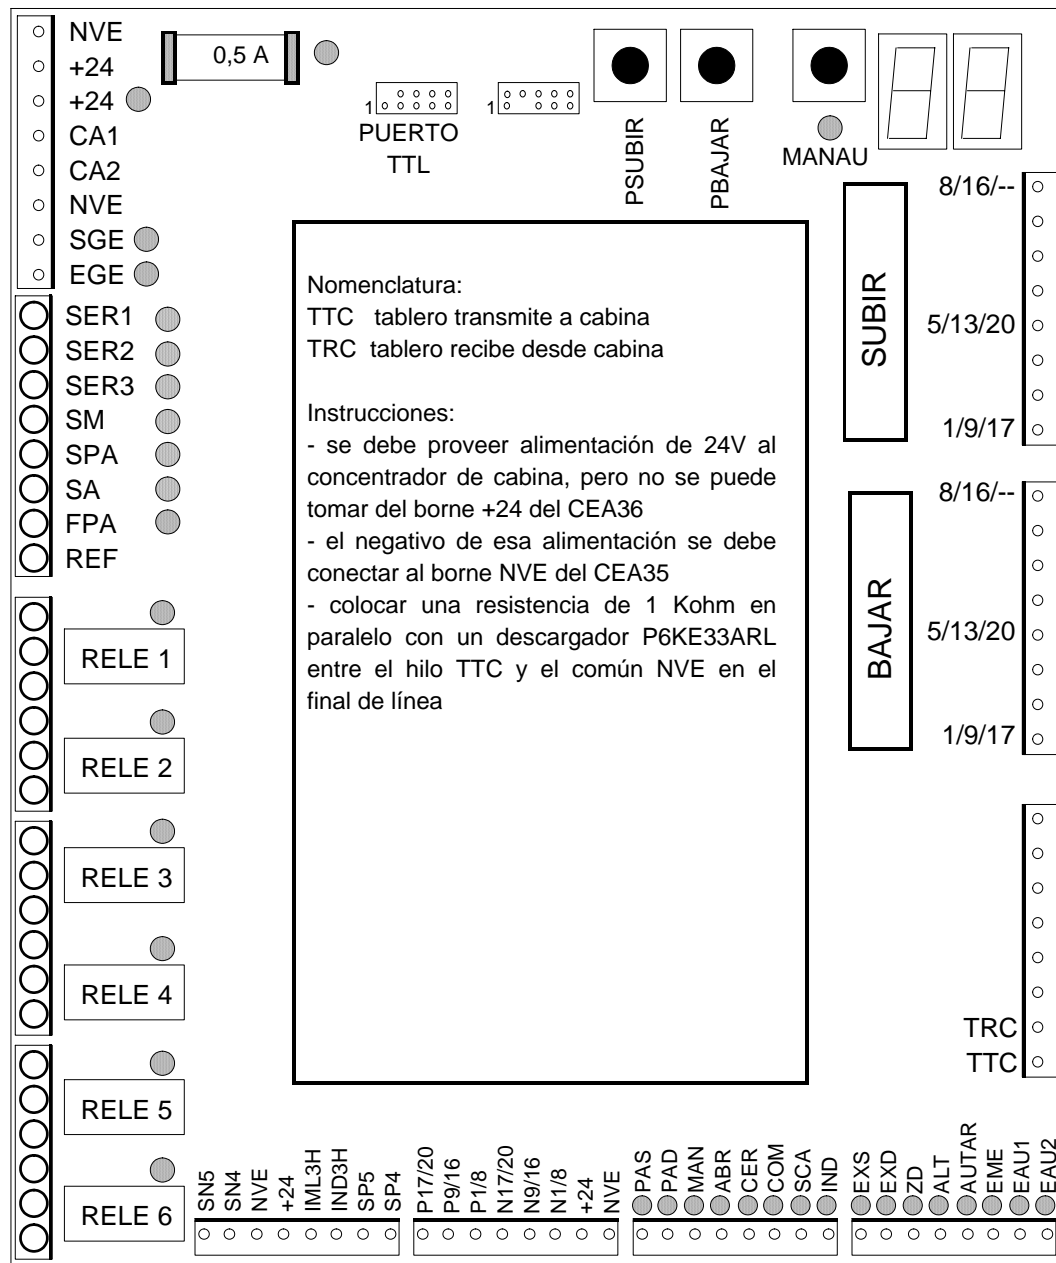 NVE
+24
+24
CA1
CA2
NVE
SGE
EGE
0,5 A
1
PUERTO
TTL
1
PSUBIR
PBAJAR
MANAU
SER1
SER2
SER3
SM
SPA
SA
FPA
REF
RELE 1
RELE 2
RELE 3
RELE 4
RELE 5
RELE 6
Nomenclatura:
TTC tablero transmite a cabina
TRC tablero recibe desde cabina
Instrucciones:
- se debe proveer alimentación de 24V al
concentrador de cabina, pero no se puede
tomar del borne +24 del CEA36
- el negativo de esa alimentación se debe
conectar al borne NVE del CEA35
- colocar una resistencia de 1 Kohm en
paralelo con un descargador P6KE33ARL
entre el hilo TTC y el común NVE en el
final de línea
SUBIR
8/16/--
5/13/20
1/9/17
BAJAR
8/16/--
5/13/20
1/9/17
TRC
TTC
SN5
SN4
NVE
+24
IML3H
IND3H
SP5
SP4
P17/20
P9/16
P1/8
N17/20
N9/16
N1/8
+24
NVE
PAS
PAD
MAN
ABR
CER
COM
SCA
IND
EXS
EXD
ZD
ALT
AUTAR
EME
EAU1
EAU2